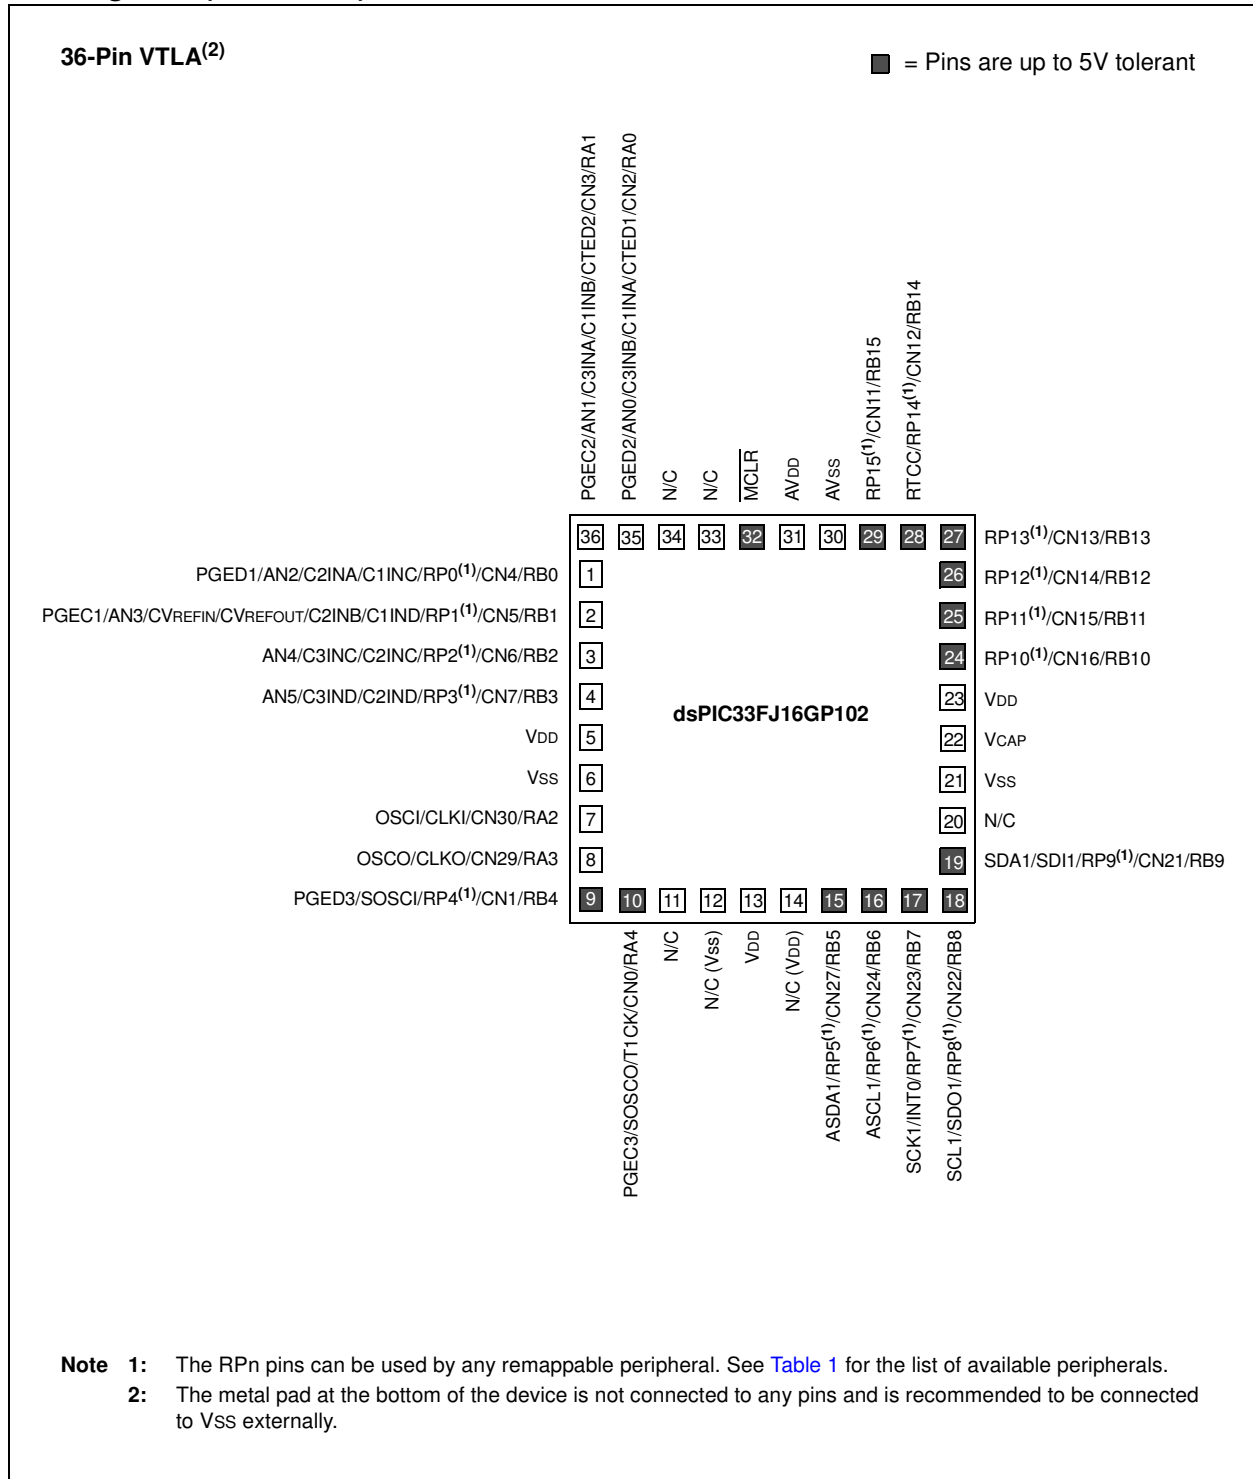 36-Pin VTLA(2)
= Pins are up to 5V tolerant
PGEC2/AN1/C3INA/C1INB/CTED2/CN3/RA1
PGED2/AN0/C3INB/C1INA/CTED1/CN2/RA0
N/C
N/C
MCLR
AVDD
AVSS
RP15(1)/CN11/RB15
RTCC/RP14(1)/CN12/RB14
36 35 34 33 32 31 30 29 28 27 RP13(1)/CN13/RB13
PGED1/AN2/C2INA/C1INC/RP0(1)/CN4/RB0 1 26 RP12(1)/CN14/RB12
PGEC1/AN3/CVREFIN/CVREFOUT/C2INB/C1IND/RP1(1)/CN5/RB1 2 25 RP11(1)/CN15/RB11
AN4/C3INC/C2INC/RP2(1)/CN6/RB2 3 24 RP10(1)/CN16/RB10
AN5/C3IND/C2IND/RP3(1)/CN7/RB3 4 23 VDD
dsPIC33FJ16GP102
VDD 5 22 VCAP
VSS 6 21 VSS
OSCI/CLKI/CN30/RA2 7 20 N/C
OSCO/CLKO/CN29/RA3 8 19 SDA1/SDI1/RP9(1)/CN21/RB9
PGED3/SOSCI/RP4(1)/CN1/RB4 9 10 11 12 13 14 15 16 17 18
PGEC3/SOSCO/T1CK/CN0/RA4
N/C
N/C (Vss)
VDD
N/C (VDD)
ASDA1/RP5(1)/CN27/RB5
ASCL1/RP6(1)/CN24/RB6
SCK1/INT0/RP7(1)/CN23/RB7
SCL1/SDO1/RP8(1)/CN22/RB8
Note 1: The RPn pins can be used by any remappable peripheral. See Table 1 for the list of available peripherals.
2: The metal pad at the bottom of the device is not connected to any pins and is recommended to be connected
to VSS externally.